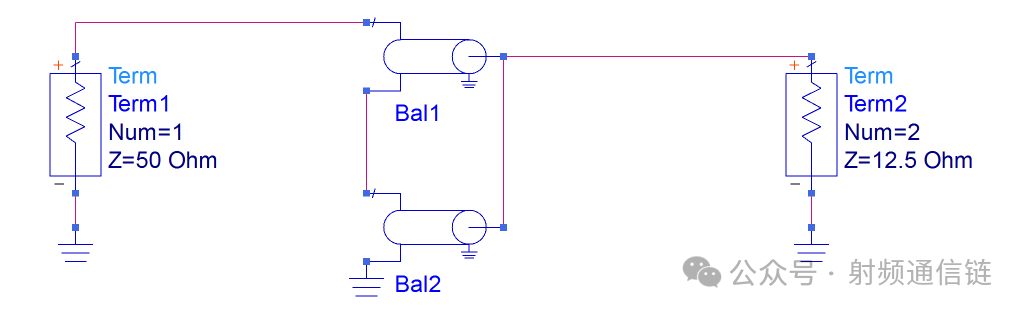 Term
Term1
Num=1
Z=50 Ohm
Bal1
Bal2
Term
Term2
Num=2
Z=12.5 Ohm
公众号 · 射频通信链